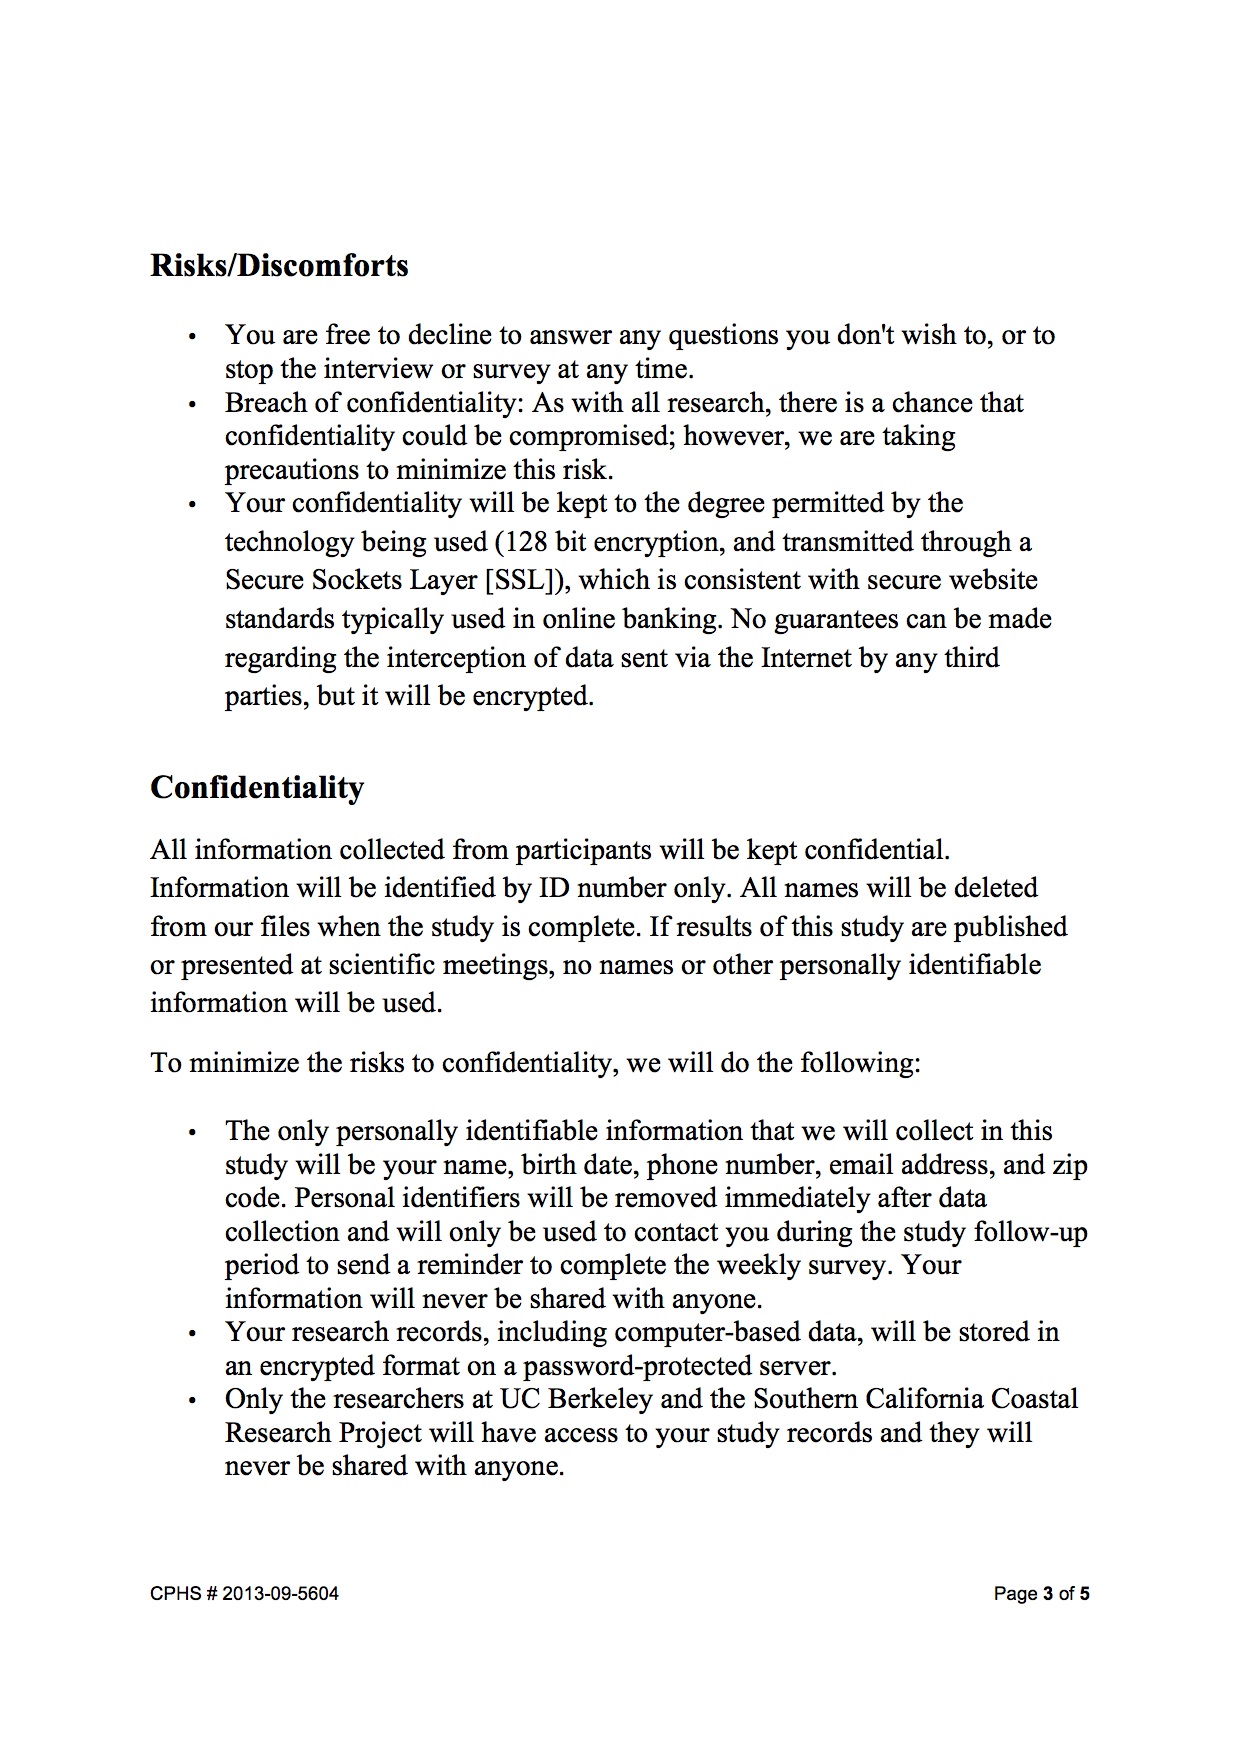 Risks/Discomforts
• You are free to decline to answer any questions you don't wish to, or to
stop the interview or survey at any time.
• Breach of confidentiality: As with all research, there is a chance that
confidentiality could be compromised; however, we are taking
precautions to minimize this risk.
• Your confidentiality will be kept to the degree permitted by the
technology being used (128 bit encryption, and transmitted through a
Secure Sockets Layer [SSL]), which is consistent with secure website
standards typically used in online banking. No guarantees can be made
regarding the interception of data sent via the Internet by any third
parties, but it will be encrypted.
Confidentiality
All information collected from participants will be kept confidential.
Information will be identified by ID number only. All names will be deleted
from our files when the study is complete. If results of this study are published
or presented at scientific meetings, no names or other personally identifiable
information will be used.
To minimize the risks to confidentiality, we will do the following:
• The only personally identifiable information that we will collect in this
study will be your name, birth date, phone number, email address, and zip
code. Personal identifiers will be removed immediately after data
collection and will only be used to contact you during the study follow-up
period to send a reminder to complete the weekly survey. Your
information will never be shared with anyone.
• Your research records, including computer-based data, will be stored in
an encrypted format on a password-protected server.
• Only the researchers at UC Berkeley and the Southern California Coastal
Research Project will have access to your study records and they will
never be shared with anyone.
CPHS # 2013-09-5604 Page 3 of 5